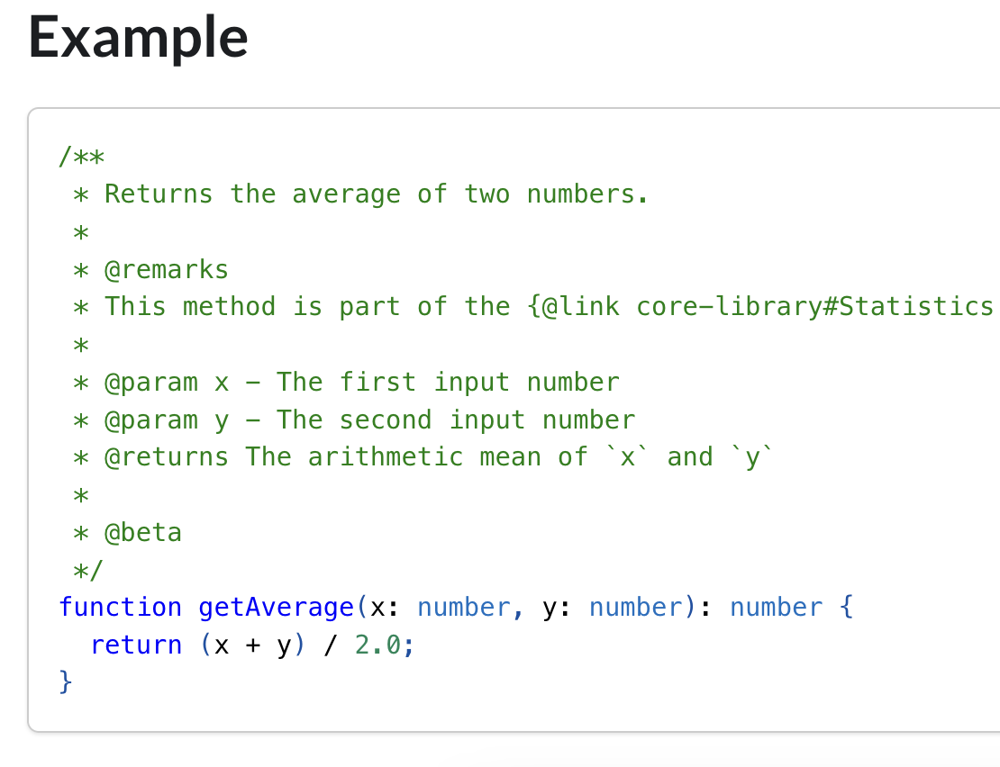 Example
/**
 * Returns the average of two numbers.
 *
 * @remarks
 * This method is part of the {@link core-library#Statistics
 *
 * @param x - The first input number
 * @param y - The second input number
 * @returns The arithmetic mean of `x` and `y`
 *
 * @beta
 */
function getAverage(x: number, y: number): number {
  return (x + y) / 2.0;
}